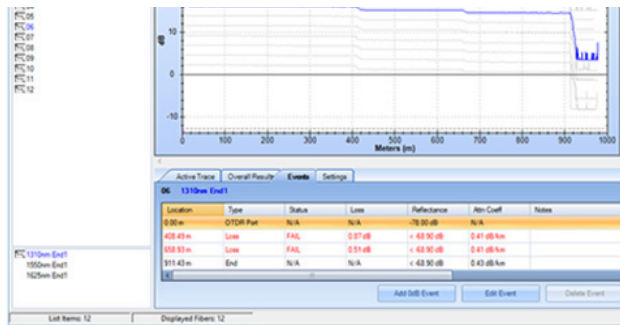 05
06
07
08
09
10
11
12
dB
10
0
-10
0 100 200 300 400 500 600 700 800 900 1000
Meters (m)
Active Trace Overall Results Events Settings
06 1310nm End1
Location Type Status Loss Reflectance Attn Coeff Notes
0.00 m OTDR Port N/A N/A -78.00 dB N/A
408.49 m Loss FAIL 0.87 dB < -68.90 dB 0.41 dB/km
658.93 m Loss FAIL 0.51 dB < -68.90 dB 0.41 dB/km
911.43 m End N/A N/A < -68.90 dB 0.43 dB/km
1310nm End1
1550nm End1
1625nm End1
Add 0dB Event Edit Event Delete Event
List Items: 12 Displayed Fibers: 12